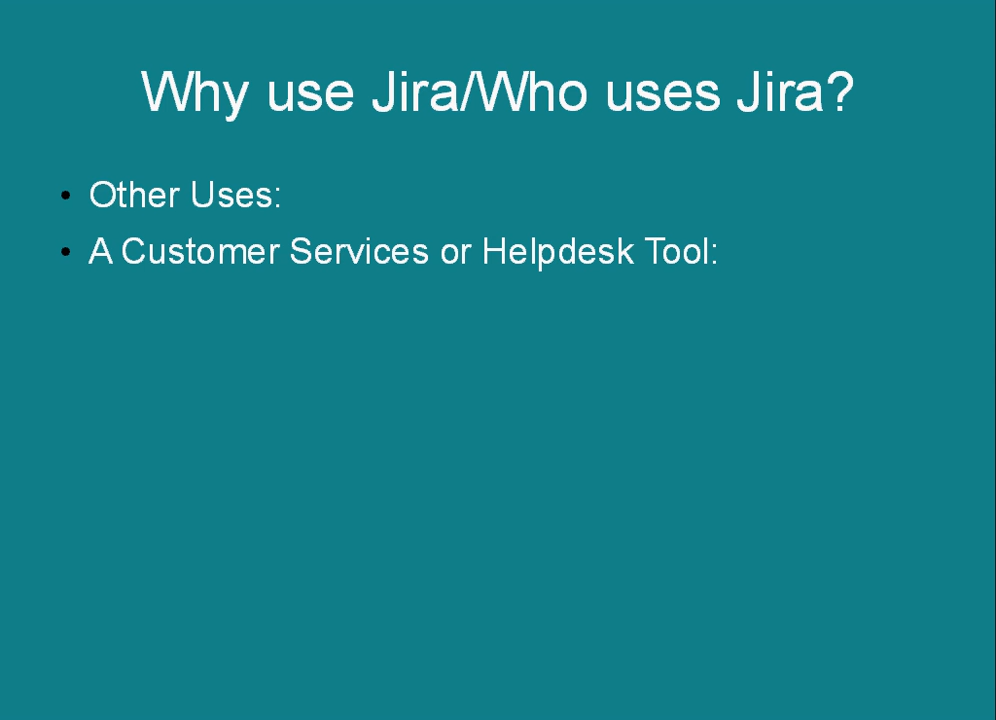 Why use Jira/Who uses Jira?
• Other Uses:
• A Customer Services or Helpdesk Tool: